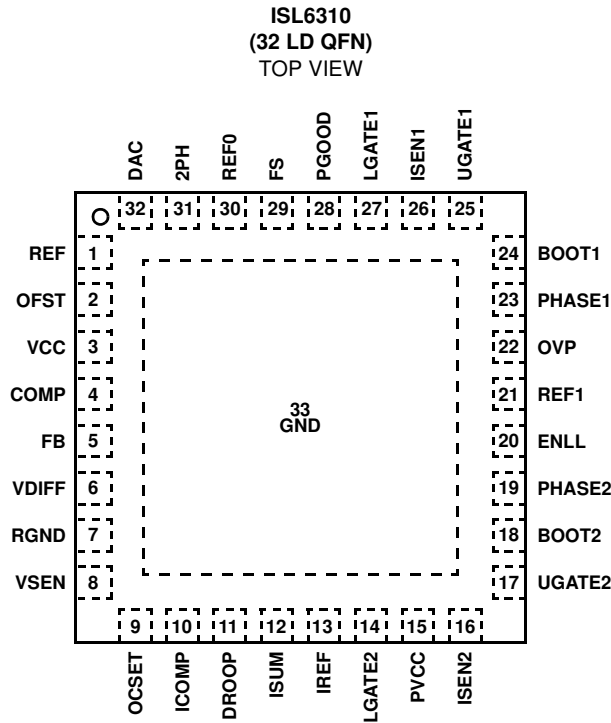 ISL6310
(32 LD QFN)
TOP VIEW
DAC
2PH
REF0
FS
PGOOD
LGATE1
ISEN1
UGATE1
32
31
30
29
28
27
26
25
REF 1
24 BOOT1
OFST 2
23 PHASE1
VCC 3
22 OVP
COMP 4
21 REF1
33
GND
FB 5
20 ENLL
VDIFF 6
19 PHASE2
RGND 7
18 BOOT2
VSEN 8
17 UGATE2
9
10
11
12
13
14
15
16
OCSET
ICOMP
DROOP
ISUM
IREF
LGATE2
PVCC
ISEN2